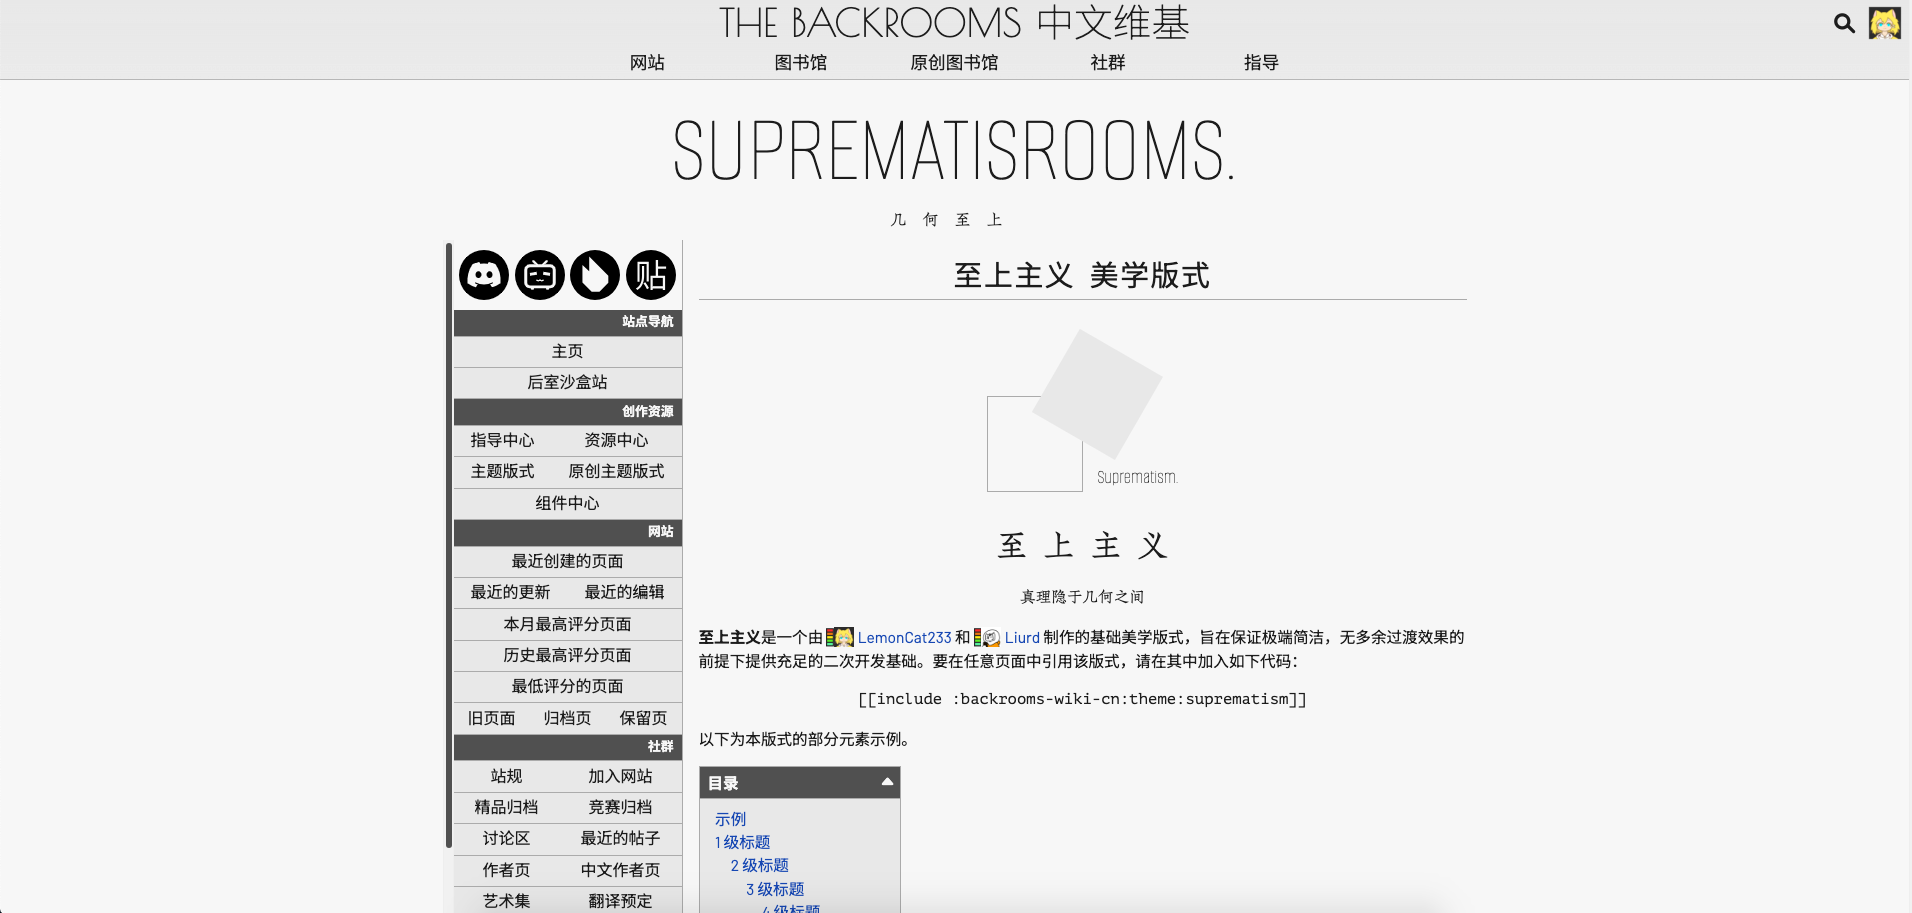 THE BACKROOMS 中文维基
网站 图书馆 原创图书馆 社群 指导
SUPREMATISROOMS.
几 何 至 上
贴
站点导航
主页
后室沙盒站
创作资源
指导中心 资源中心
主题版式 原创主题版式
组件中心
网站
最近创建的页面
最近的更新 最近的编辑
本月最高评分页面
历史最高评分页面
最低评分的页面
旧页面 归档页 保留页
社群
站规 加入网站
精品归档 竞赛归档
讨论区 最近的帖子
作者页 中文作者页
艺术集 翻译预定
至上主义 美学版式
Suprematism.
至 上 主 义
真理隐于几何之间
至上主义是一个由 LemonCat233 和 Liurd 制作的基础美学版式，旨在保证极端简洁，无多余过渡效果的
前提下提供充足的二次开发基础。要在任意页面中引用该版式，请在其中加入如下代码：
[[include :backrooms-wiki-cn:theme:suprematism]]
以下为本版式的部分元素示例。
目录
示例
1 级标题
2 级标题
3 级标题
4 级标题